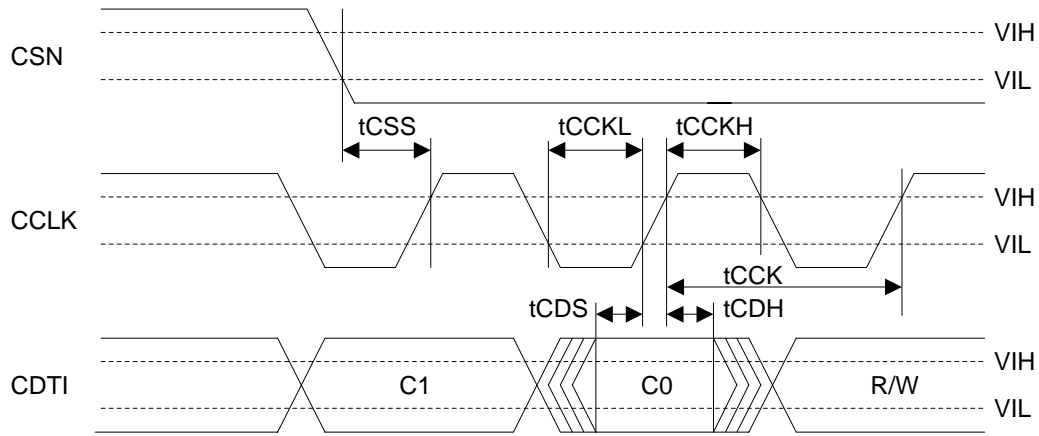 CSN
VIH
VIL
tCSS
tCCKL
tCCKH
CCLK
VIH
VIL
tCCK
tCDS
tCDH
CDTI
C1
C0
R/W
VIH
VIL